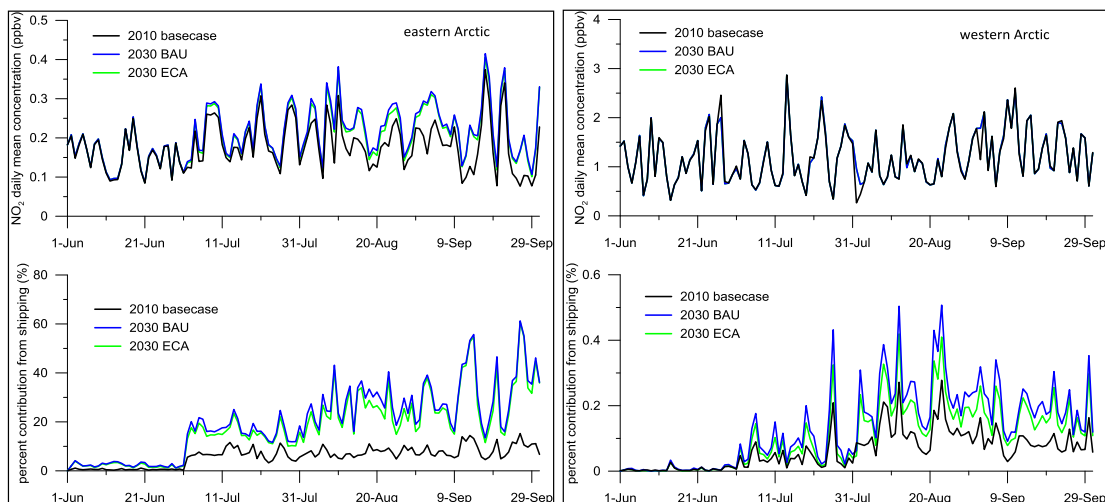 NO2 daily mean concentration (ppbv)
0.5
0.4
0.3
0.2
0.1
0
2010 basecase
2030 BAU
2030 ECA
eastern Arctic
1-Jun
21-Jun
11-Jul
31-Jul
20-Aug
9-Sep
29-Sep
percent contribution from shipping (%)
80
60
40
20
0
2010 basecase
2030 BAU
2030 ECA
1-Jun
21-Jun
11-Jul
31-Jul
20-Aug
9-Sep
29-Sep
NO2 daily mean concentration (ppbv)
4
3
2
1
0
2010 basecase
2030 BAU
2030 ECA
western Arctic
1-Jun
21-Jun
11-Jul
31-Jul
20-Aug
9-Sep
29-Sep
percent contribution from shipping (%)
0.6
0.4
0.2
0
2010 basecase
2030 BAU
2030 ECA
1-Jun
21-Jun
11-Jul
31-Jul
20-Aug
9-Sep
29-Sep